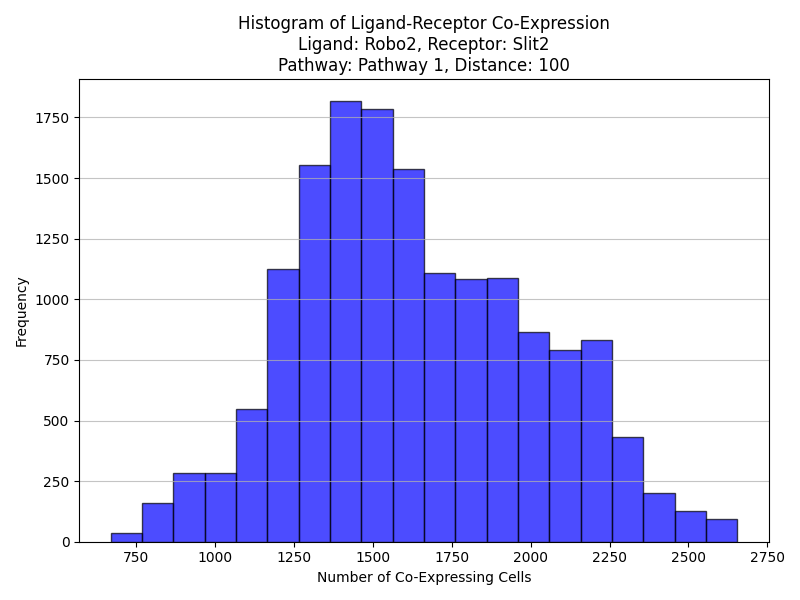 Histogram of Ligand-Receptor Co-Expression
Ligand: Robo2, Receptor: Slit2
Pathway: Pathway 1, Distance: 100
1750
1500
1250
1000
750
500
250
0
Frequency
750 1000 1250 1500 1750 2000 2250 2500 2750
Number of Co-Expressing Cells